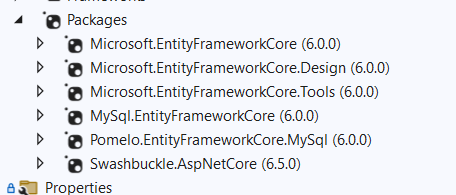 Packages
Microsoft.EntityFrameworkCore (6.0.0)
Microsoft.EntityFrameworkCore.Design (6.0.0)
Microsoft.EntityFrameworkCore.Tools (6.0.0)
MySql.EntityFrameworkCore (6.0.0)
Pomelo.EntityFrameworkCore.MySql (6.0.0)
Swashbuckle.AspNetCore (6.5.0)
Properties